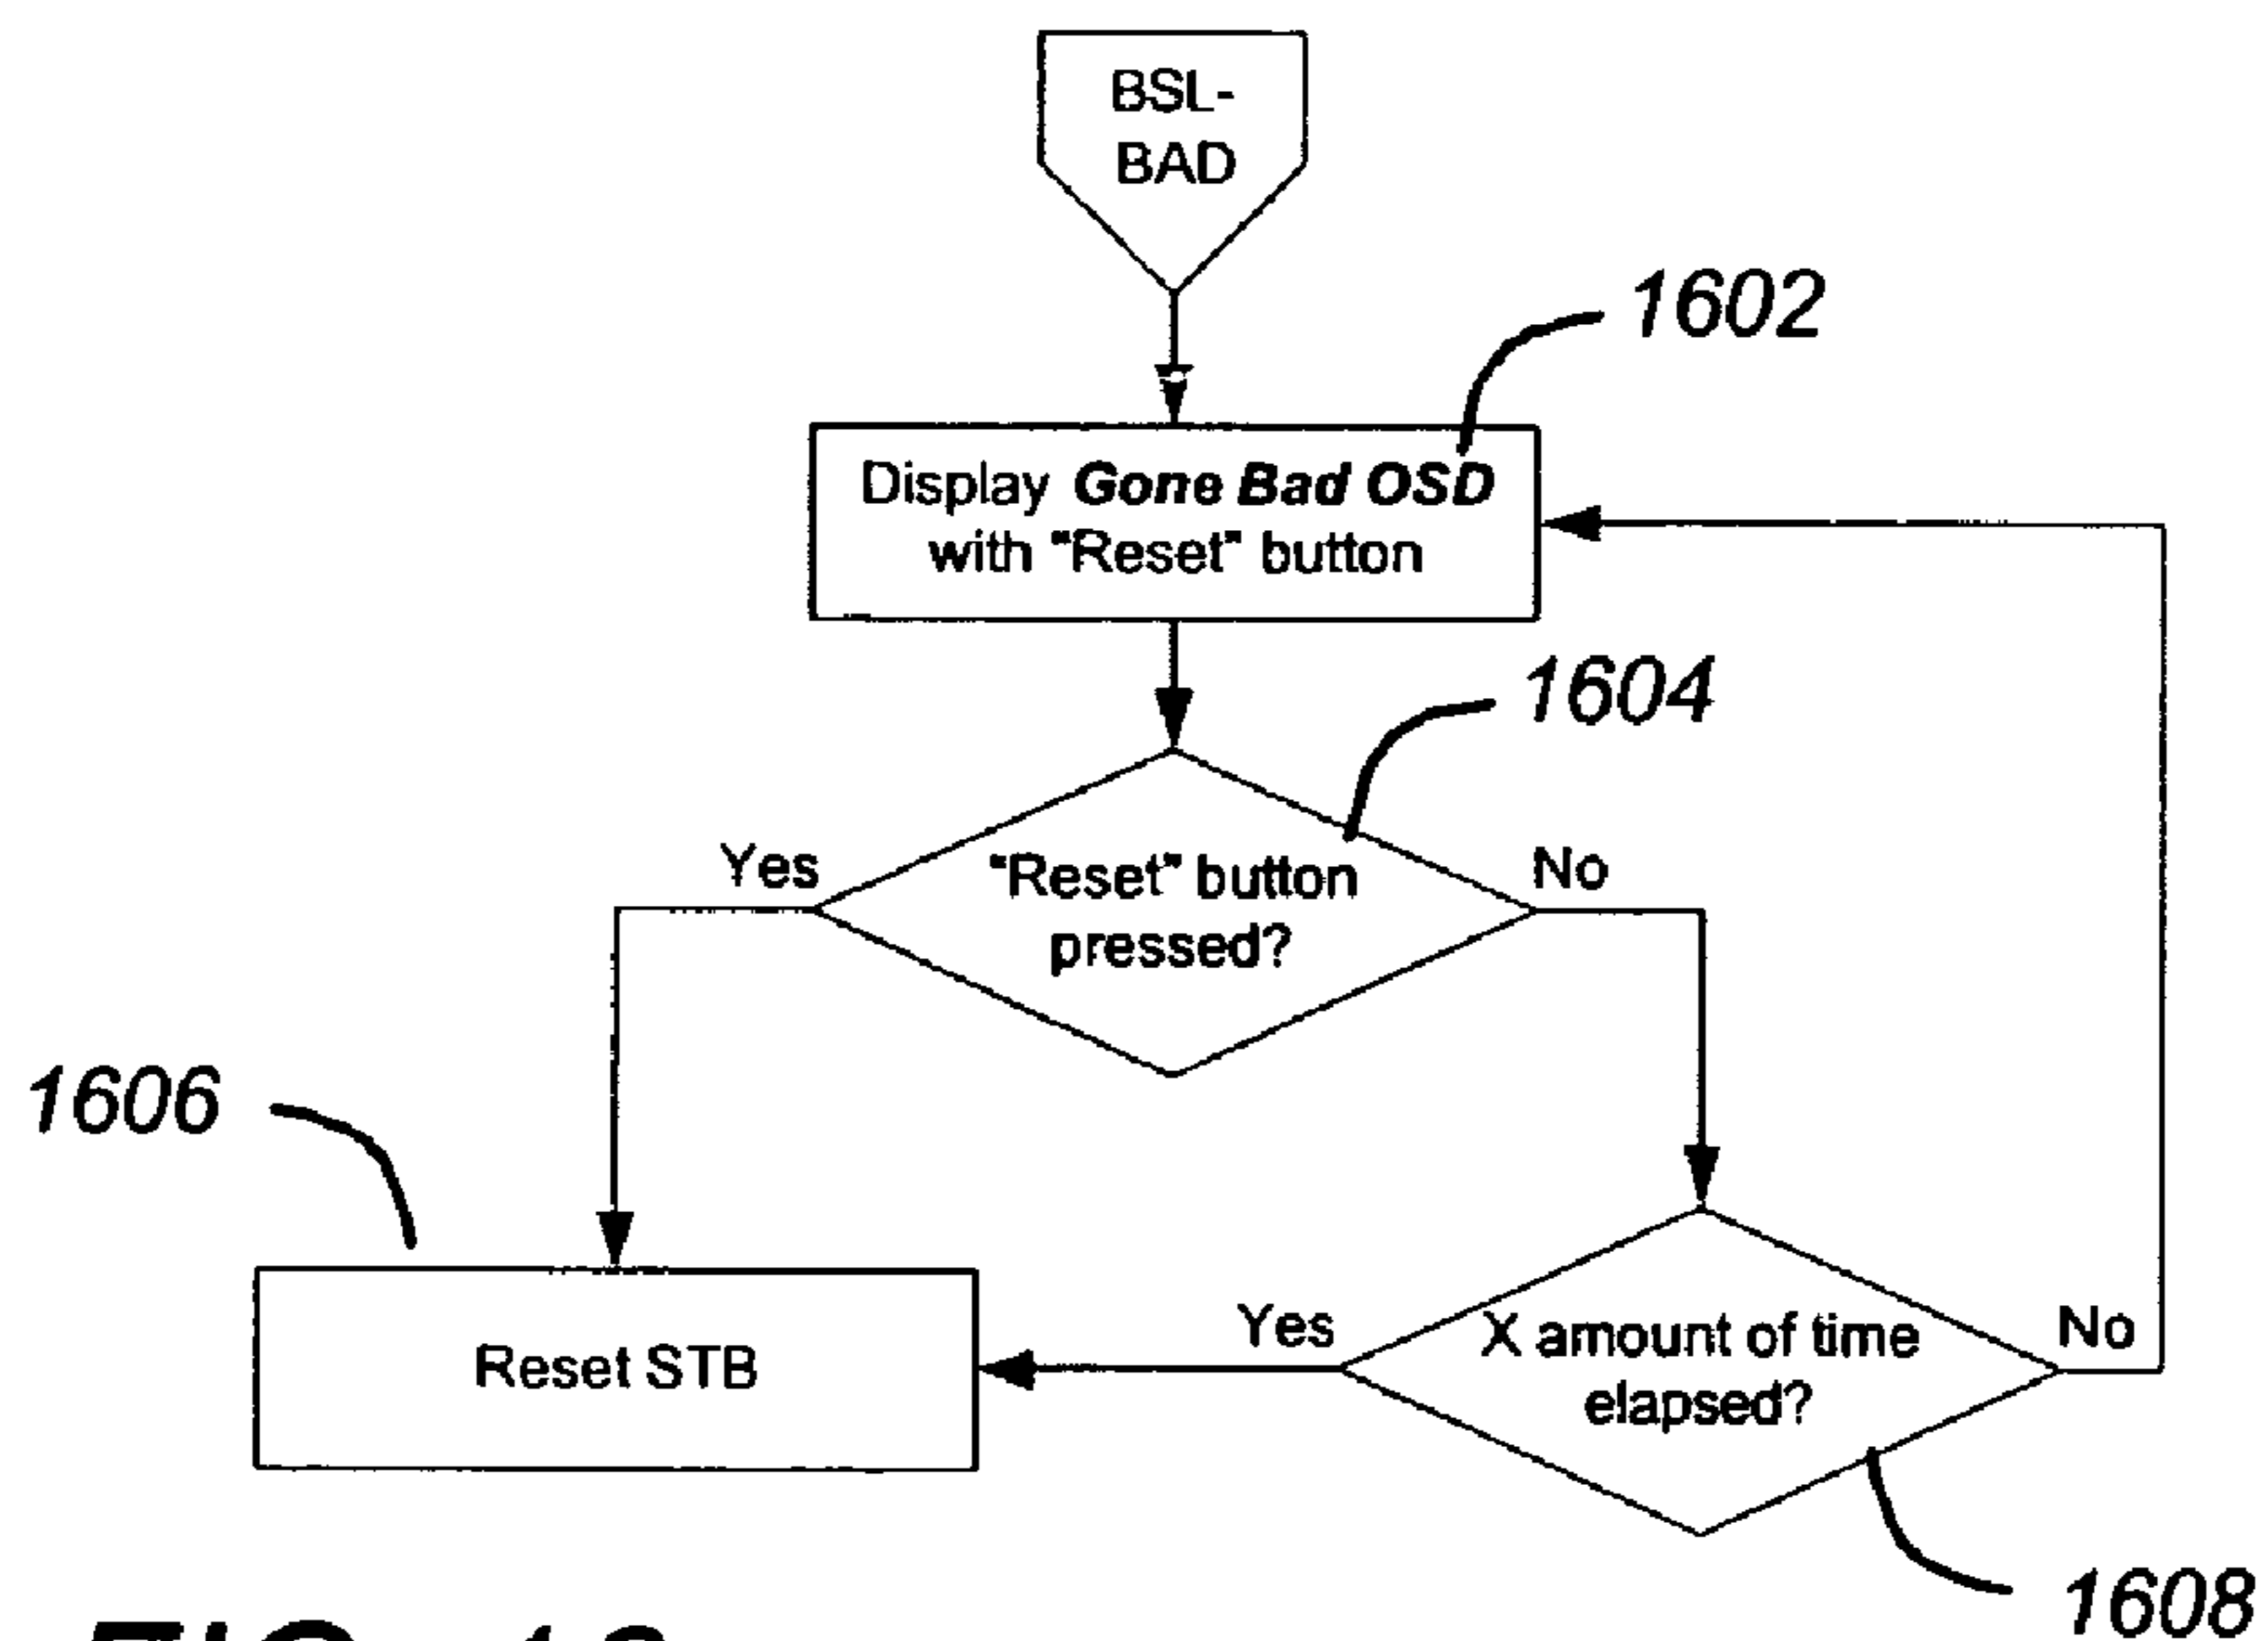 BSL-
BAD
1602
Display Gone Bad OSD
with "Reset" button
1604
Yes
"Reset" button
pressed?
No
1606
Reset STB
Yes
X amount of time
elapsed?
No
1608